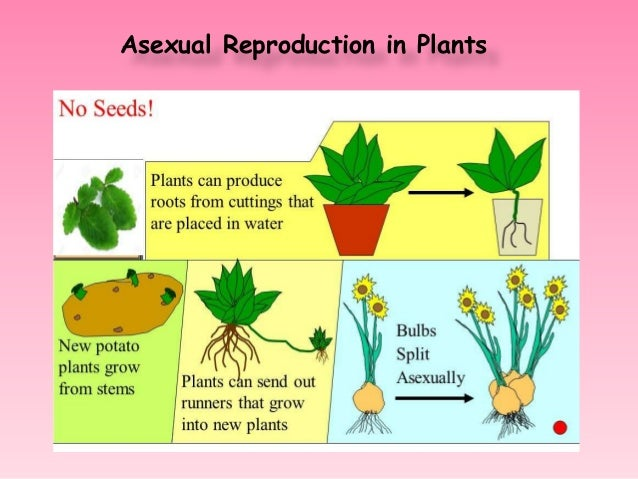 Asexual Reproduction in Plants
No Seeds!
Plants can produce
roots from cuttings that
are placed in water
New potato
plants grow
from stems
Plants can send out
runners that grow
into new plants
Bulbs
Split
Asexually